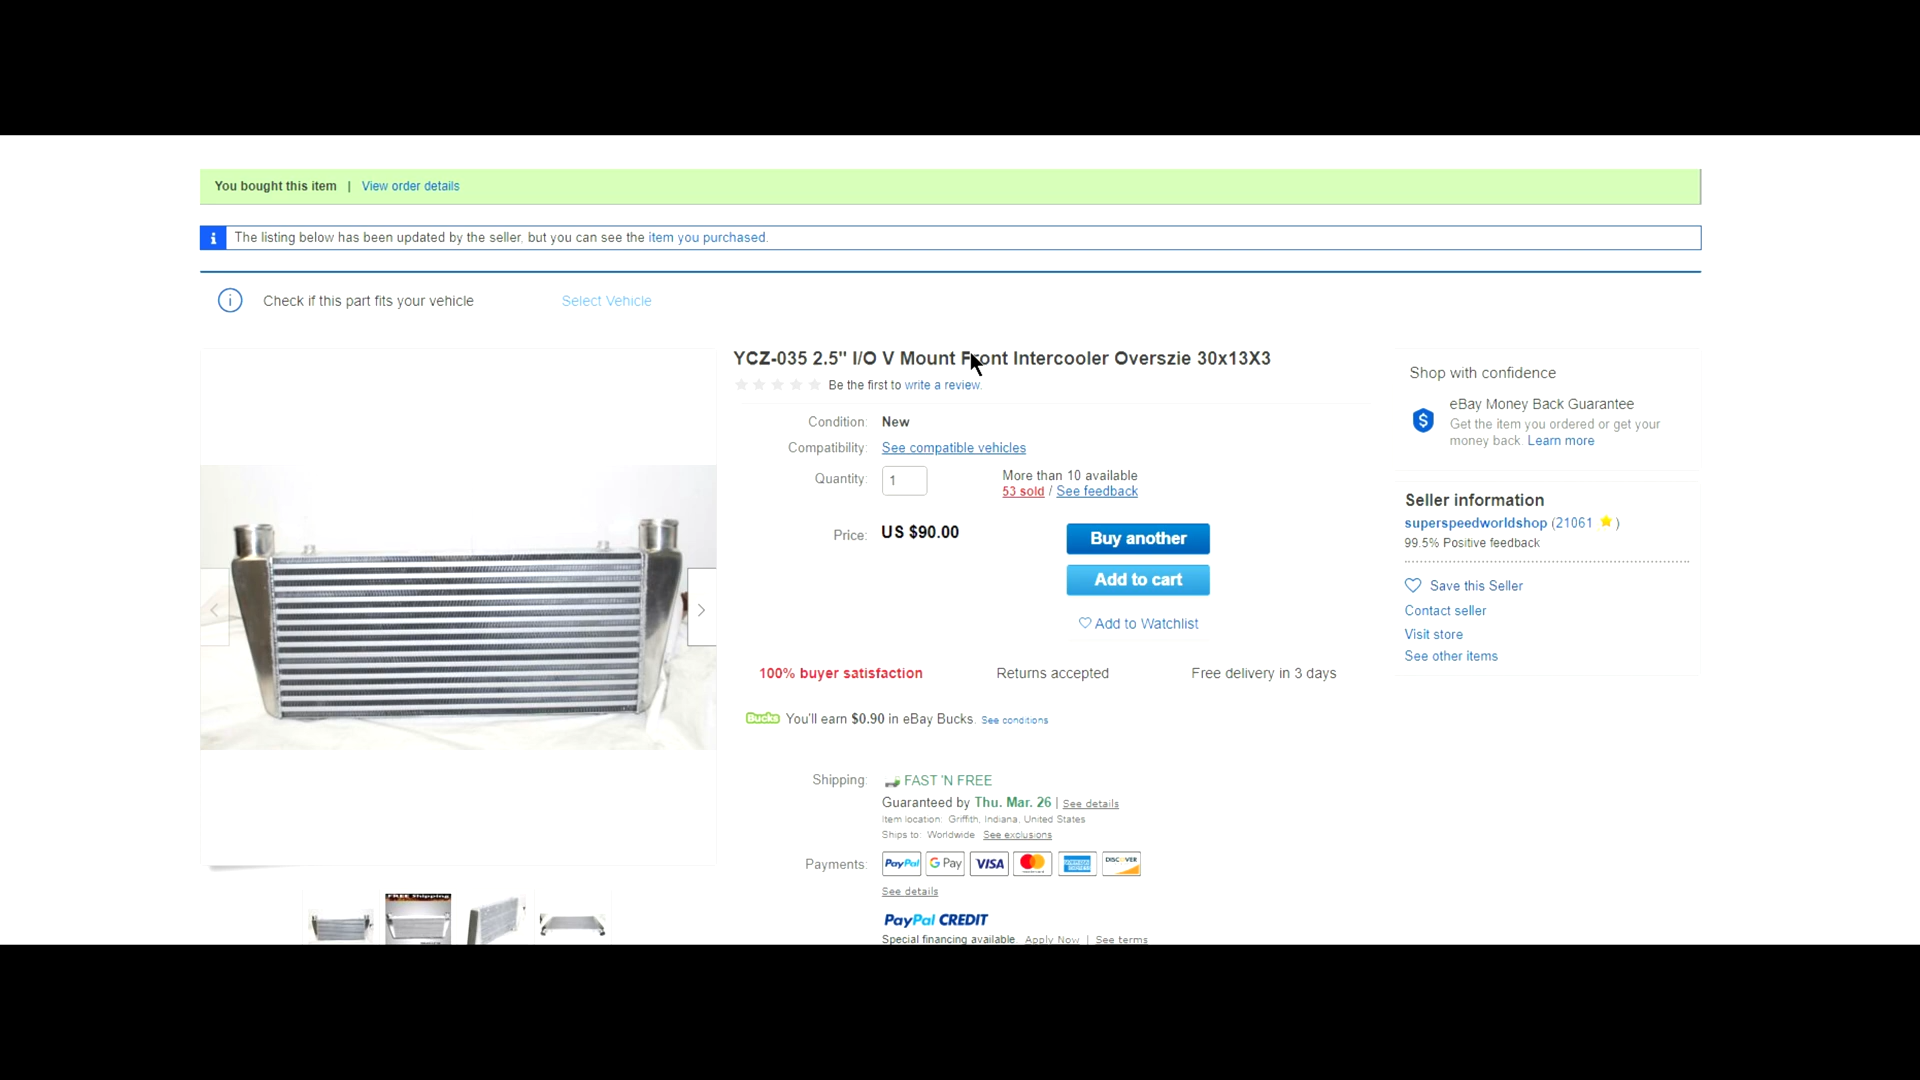 You bought this item | View order details
i The listing below has been updated by the seller, but you can see the item you purchased.
i Check if this part fits your vehicle Select Vehicle
YCZ-035 2.5" I/O V Mount Front Intercooler Overszie 30x13X3
Be the first to write a review.
Condition: New
Compatibility: See compatible vehicles
Quantity: 1
More than 10 available
53 sold / See feedback
Price: US $90.00
Buy another
Add to cart
Add to Watchlist
100% buyer satisfaction Returns accepted Free delivery in 3 days
Bucks You'll earn $0.90 in eBay Bucks. See conditions
Shipping: FAST 'N FREE
Guaranteed by Thu. Mar. 26 | See details
Item location: Griffith, Indiana, United States
Ships to: Worldwide See exclusions
Payments: PayPal G Pay VISA AMERICAN EXPRESS DISCOVER
See details
PayPal CREDIT
Special financing available. Apply Now | See terms
Shop with confidence
$ eBay Money Back Guarantee
Get the item you ordered or get your
money back. Learn more
Seller information
superspeedworldshop (21061 )
99.5% Positive feedback
Save this Seller
Contact seller
Visit store
See other items
FREE Shipping